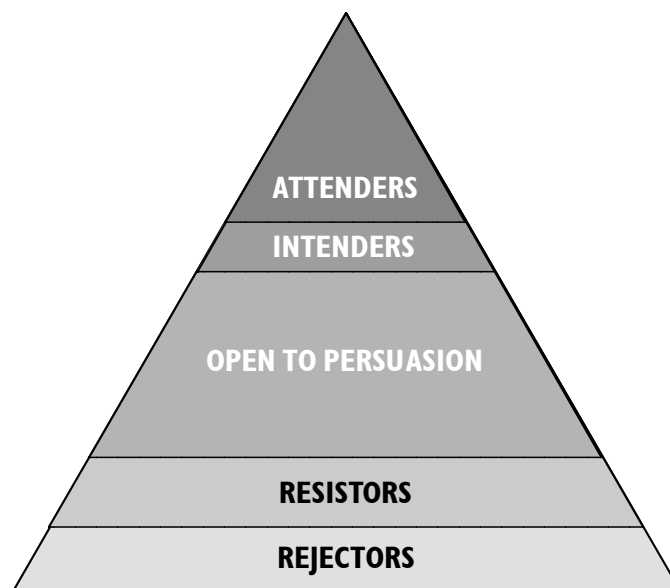 ATTENDERS
INTENDERS
OPEN TO PERSUASION
RESISTORS
REJECTORS